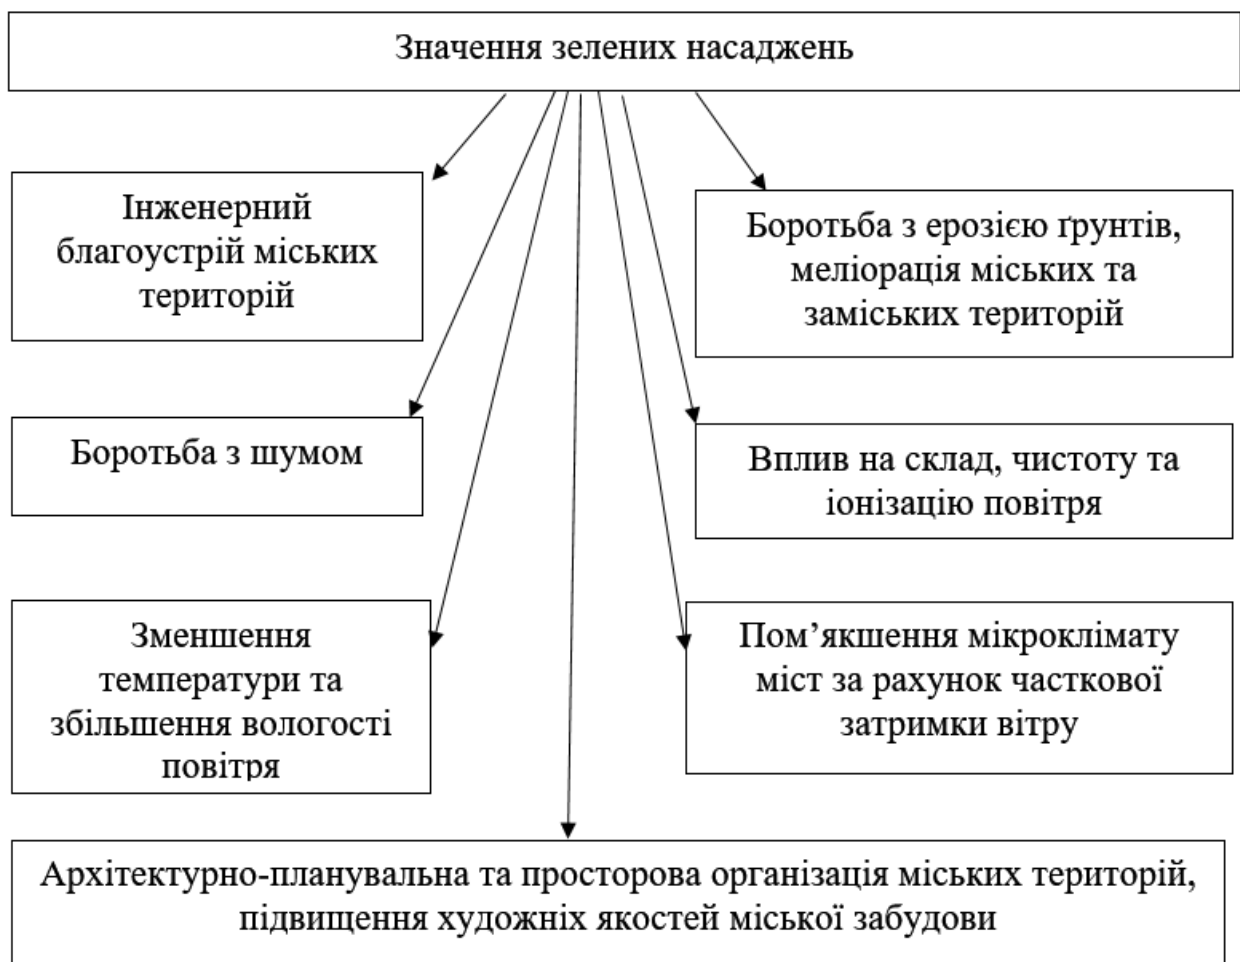 Значення зелених насаджень
Інженерний
благоустрій міських
територій
Боротьба з ерозією ґрунтів,
меліорація міських та
заміських територій
Боротьба з шумом
Вплив на склад, чистоту та
іонізацію повітря
Зменшення
температури та
збільшення вологості
повітря
Пом’якшення мікроклімату
міст за рахунок часткової
затримки вітру
Архітектурно-планувальна та просторова організація міських територій,
підвищення художніх якостей міської забудови